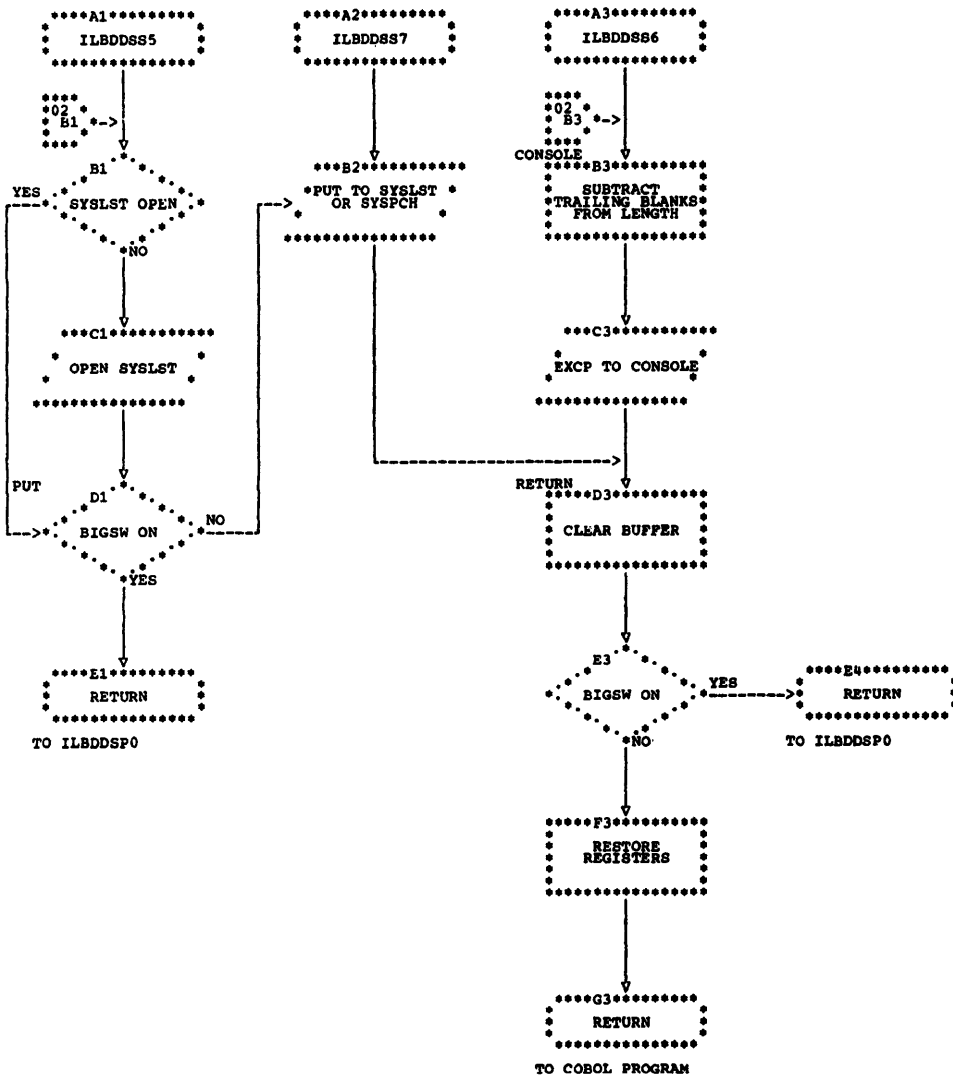 A1
ILBDDSS5
A2
ILBDDSS7
A3
ILBDDSS6
02
B1
02
B3
CONSOLE
B1
YES
SYSLST OPEN
NO
B2
PUT TO SYSLST
OR SYSPCH
B3
SUBTRACT
TRAILING BLANKS
FROM LENGTH
C1
OPEN SYSLST
C3
EXCP TO CONSOLE
PUT
D1
NO
BIGSW ON
YES
RETURN
D3
CLEAR BUFFER
E1
RETURN
TO ILBDDSP0
E3
YES
BIGSW ON
NO
E4
RETURN
TO ILBDDSP0
F3
RESTORE
REGISTERS
G3
RETURN
TO COBOL PROGRAM